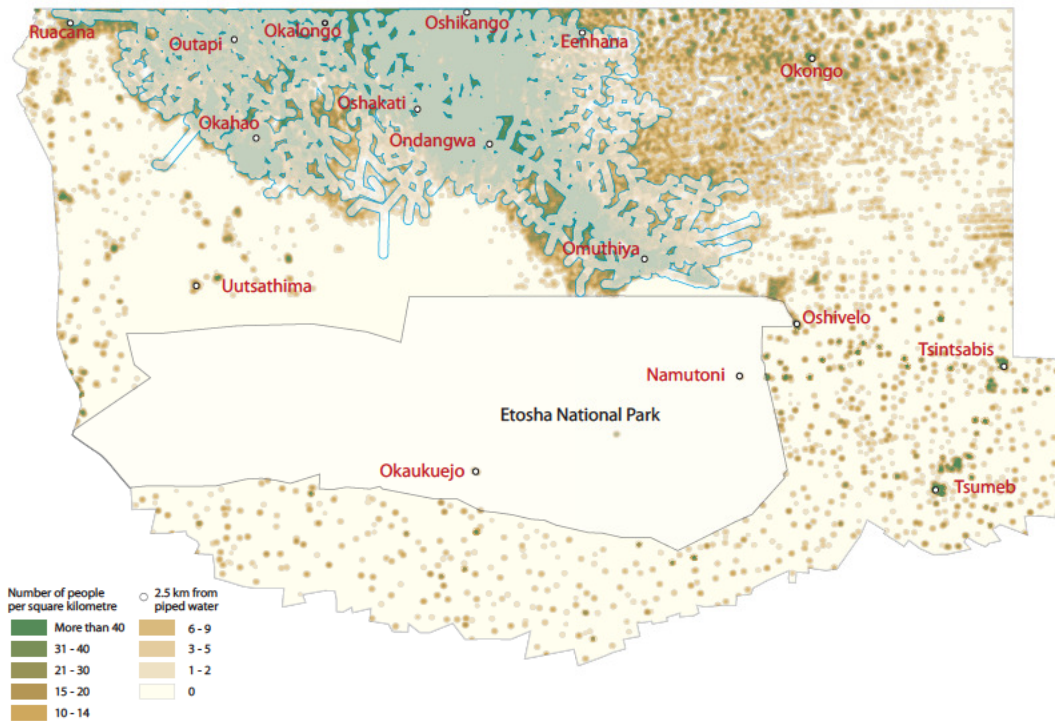 Ruacana
Outapi
Okalongo
Oshikango
Eenhana
Okongo
Oshakati
Okahao
Ondangwa
Omuthiya
Uutsathima
Oshivelo
Tsintsabis
Namutoni
Etosha National Park
Okaukuejo
Tsumeb
Number of people
per square kilometre
More than 40
31 - 40
21 - 30
15 - 20
10 - 14
2.5 km from
piped water
6 - 9
3 - 5
1 - 2
0